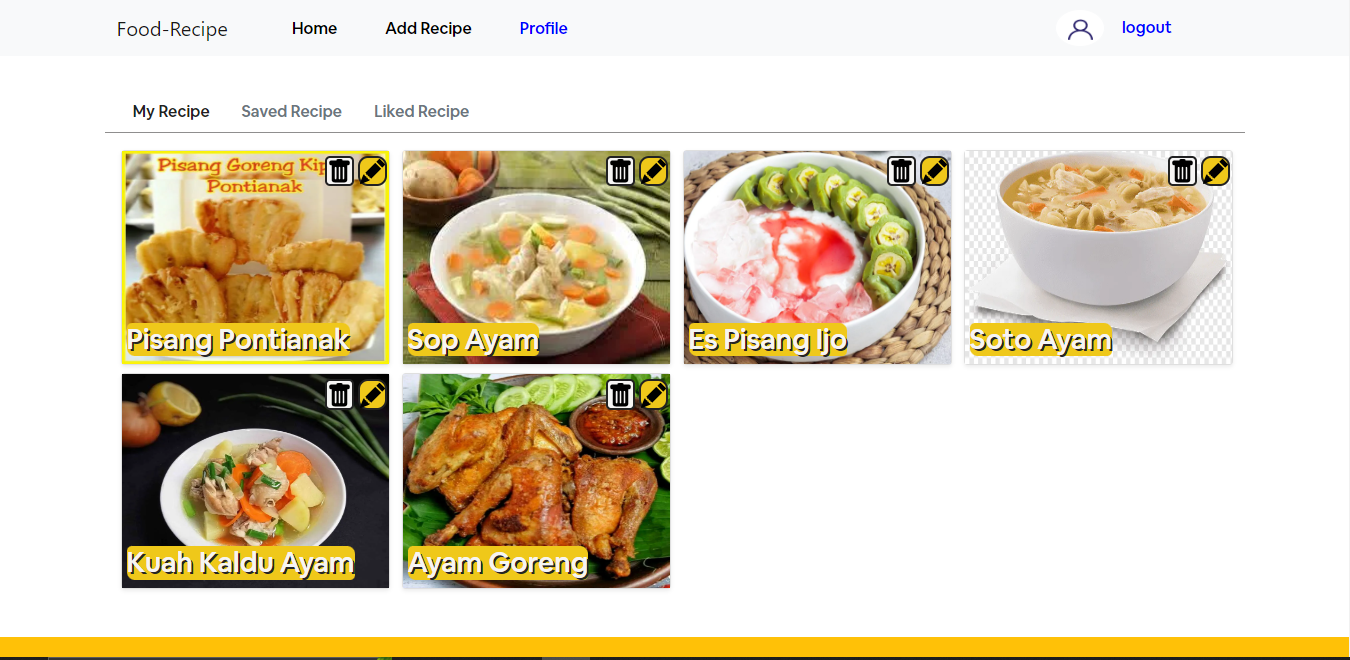 Food-Recipe Home Add Recipe Profile logout
My Recipe Saved Recipe Liked Recipe
Pisang Goreng Kip
Pontianak
Pisang Pontianak
Sop Ayam
Es Pisang Ijo
Soto Ayam
Kuah Kaldu Ayam
Ayam Goreng